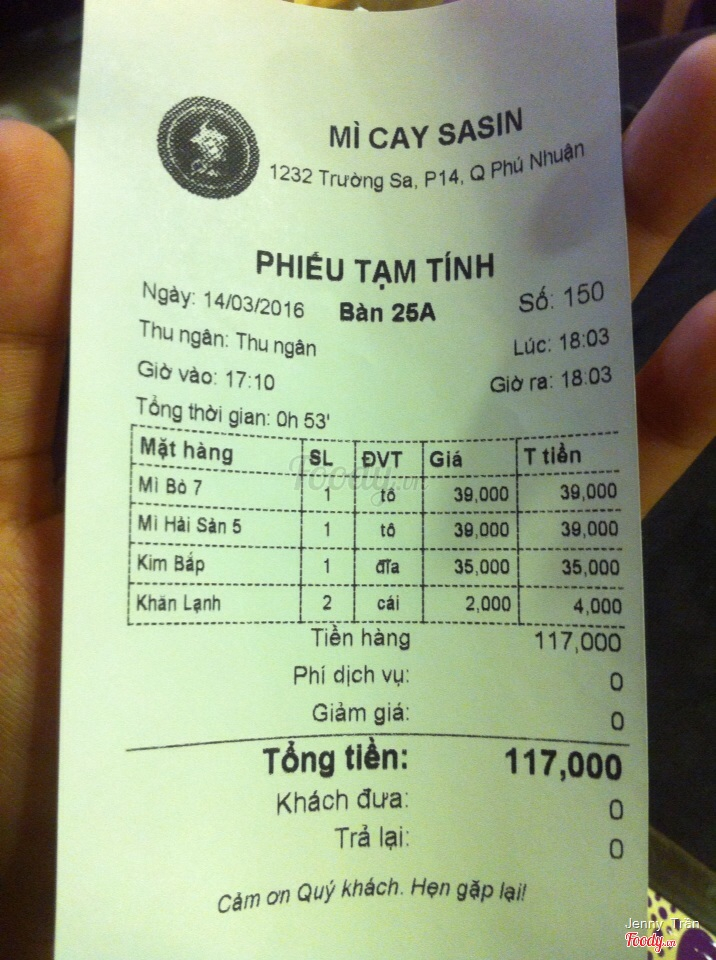 MÌ CAY SASIN
1232 Trường Sa, P14, Q Phú Nhuận
PHIẾU TẠM TÍNH
Ngày: 14/03/2016 Bàn 25A Số: 150
Thu ngân: Thu ngân Lúc: 18:03
Giờ vào: 17:10 Giờ ra: 18:03
Tổng thời gian: 0h 53'
Mặt hàng SL ĐVT Giá T tiền
Mì Bò 7 1 tô 39,000 39,000
Mì Hải Sản 5 1 tô 39,000 39,000
Kim Bắp 1 đĩa 35,000 35,000
Khăn Lạnh 2 cái 2,000 4,000
Tiền hàng 117,000
Phí dịch vụ: 0
Giảm giá: 0
Tổng tiền: 117,000
Khách đưa: 0
Trả lại: 0
Cảm ơn Quý khách. Hẹn gặp lại!
Foody.vn
Jenny Trân
Foody.vn